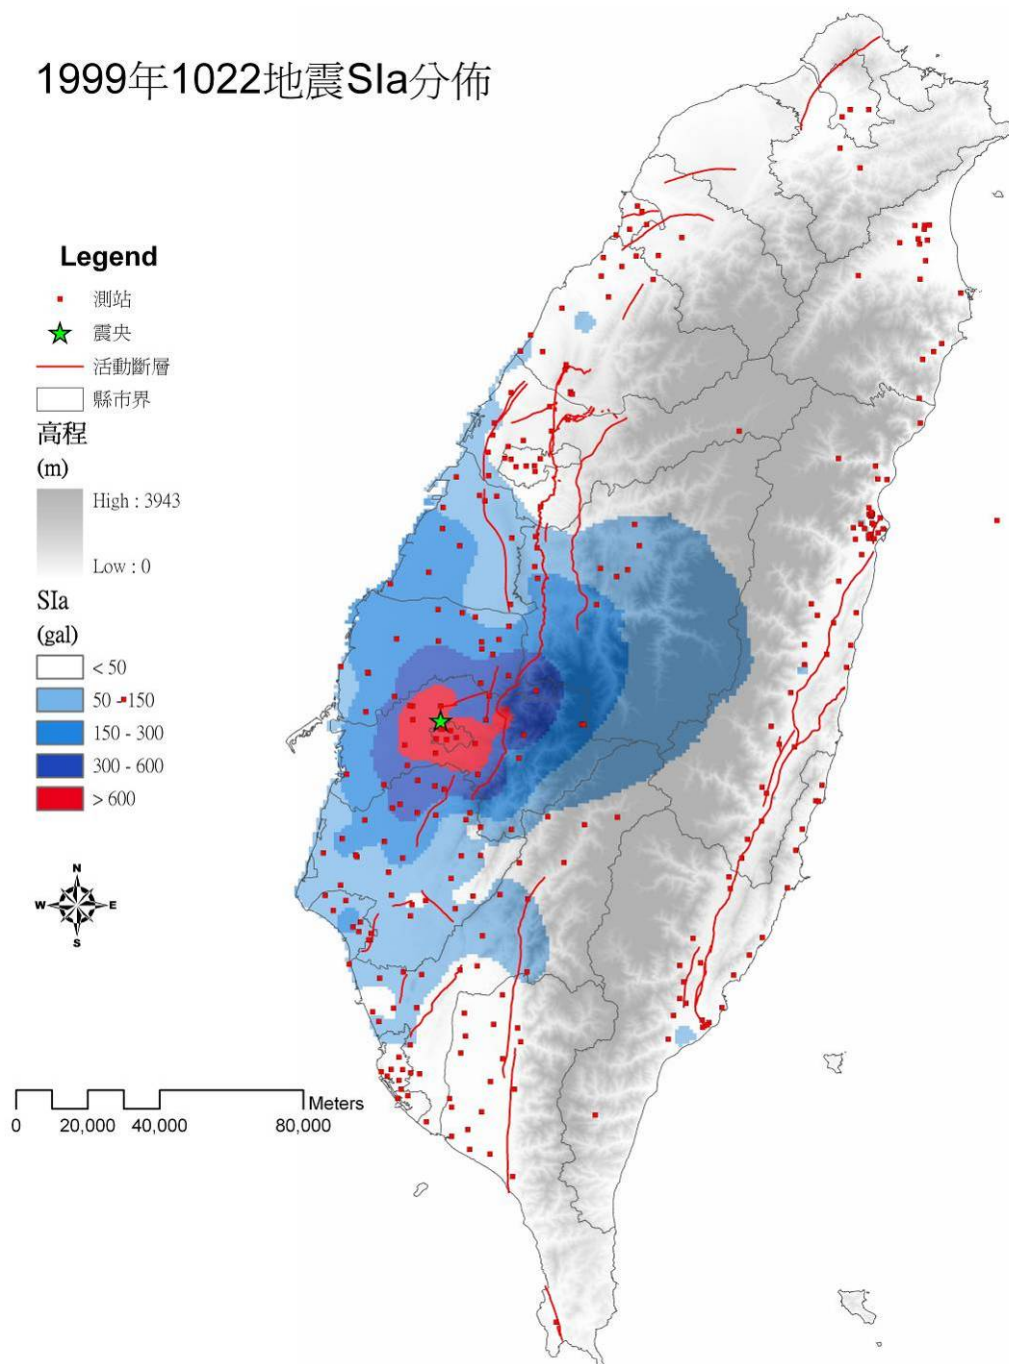 1999年1022地震SIa分佈
Legend
測站
震央
活動斷層
縣市界
高程
(m)
High : 3943
Low : 0
SIa
(gal)
< 50
50 - 150
150 - 300
300 - 600
> 600
N
W E
S
Meters
0 20,000 40,000 80,000